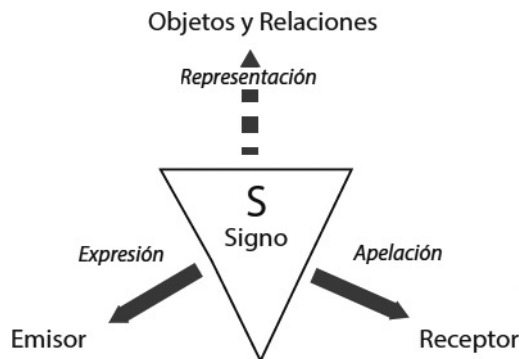 Objetos y Relaciones
Representación
S
Signo
Expresión
Apelación
Emisor
Receptor